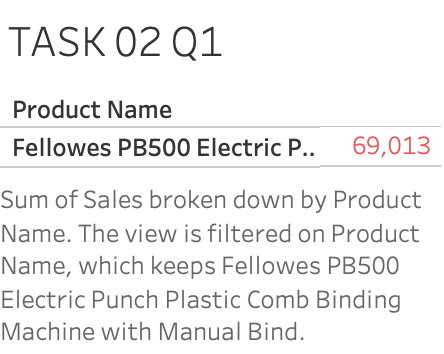 TASK 02 Q1
Product Name
Fellowes PB500 Electric P.. 69,013
Sum of Sales broken down by Product
Name. The view is filtered on Product
Name, which keeps Fellowes PB500
Electric Punch Plastic Comb Binding
Machine with Manual Bind.